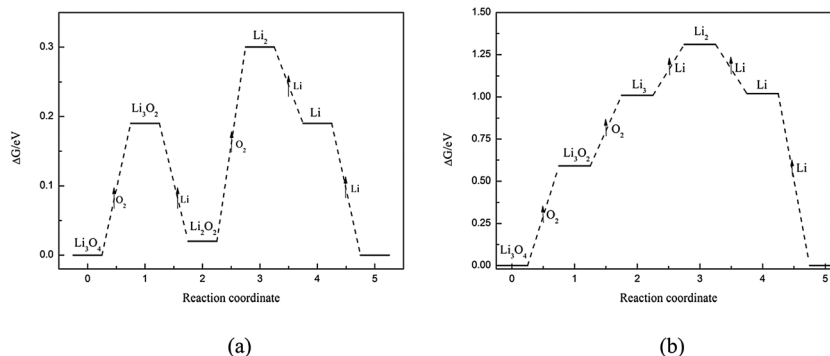 0.3
0.2
0.1
0.0
ΔG/eV
Li₃O₄
O₂
Li₃O₂
Li
Li₂O₂
O₂
Li₂
Li
Li
Li
0 1 2 3 4 5
Reaction coordinate
(a)
1.50
1.25
1.00
0.75
0.50
0.25
0.00
ΔG/eV
Li₃O₄
O₂
Li₃O₂
O₂
Li₃
Li
Li₂
Li
Li
Li
0 1 2 3 4 5
Reaction coordinate
(b)